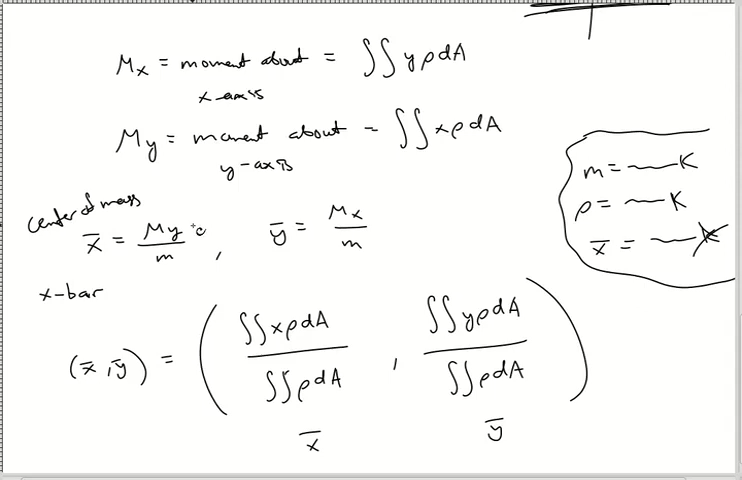 Mx = moment about = ∫∫ yρdA
x-axis
My = moment about = ∫∫ xρdA
y-axis
m = —K
ρ = —K
x̄ = —K
center of mass
x̄ = My/m , ȳ = Mx/m
x-bar
(x̄, ȳ) = ( ∫∫xρdA / ∫∫ρdA , ∫∫yρdA / ∫∫ρdA )
x̄ ȳ